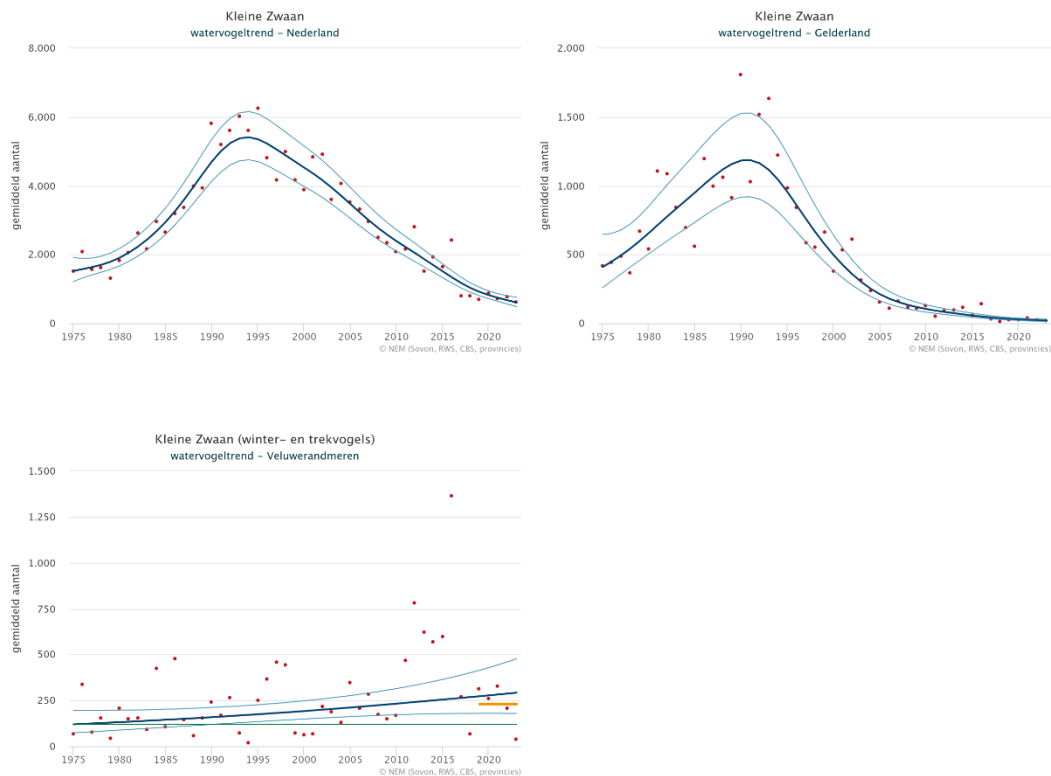 Kleine Zwaan
watervogeltrend – Nederland
8.000
6.000
4.000
2.000
0
gemiddeld aantal
1975 1980 1985 1990 1995 2000 2005 2010 2015 2020
© NEM (Sovon, RWS, CBS, provincies)
Kleine Zwaan
watervogeltrend – Gelderland
2.000
1.500
1.000
500
0
gemiddeld aantal
1975 1980 1985 1990 1995 2000 2005 2010 2015 2020
© NEM (Sovon, RWS, CBS, provincies)
Kleine Zwaan (winter– en trekvogels)
watervogeltrend – Veluwerandmeren
1.500
1.250
1.000
750
500
250
0
gemiddeld aantal
1975 1980 1985 1990 1995 2000 2005 2010 2015 2020
© NEM (Sovon, RWS, CBS, provincies)